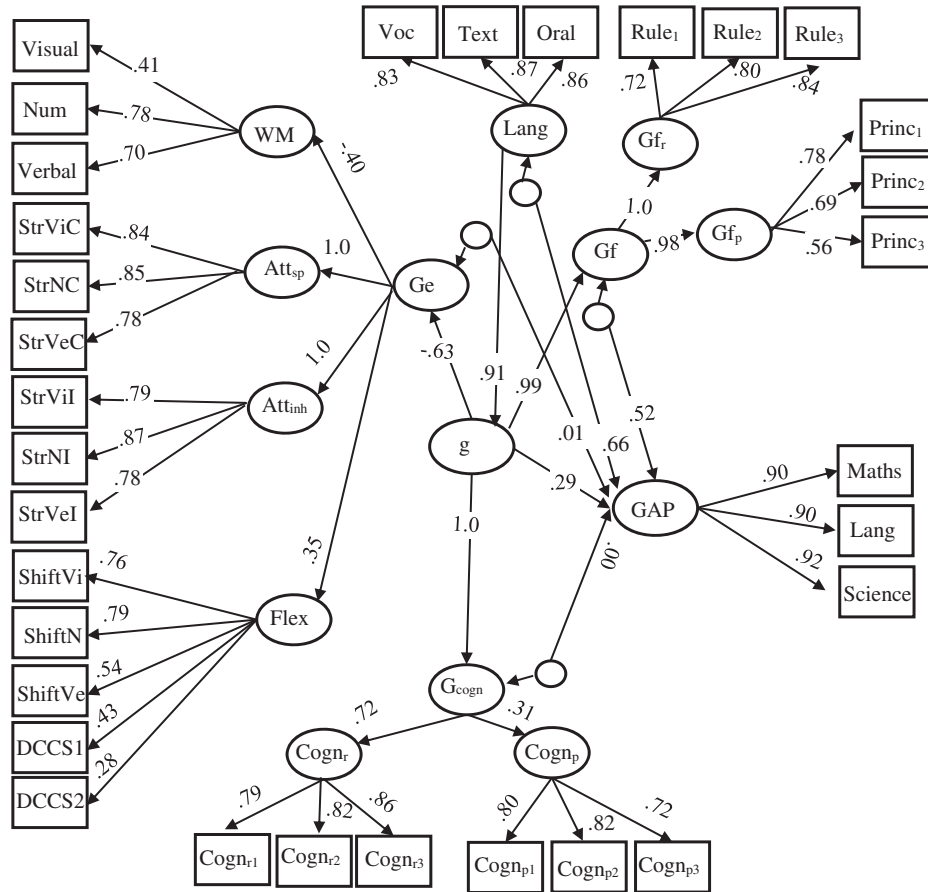 Voc
Text
Oral
Rule1
Rule2
Rule3
.83
.87
.86
.72
.80
.84
Visual
Num
Verbal
.41
.78
.70
WM
Lang
Gfr
Princ1
Princ2
Princ3
.78
.69
.56
Gfp
Gf
1.0
.98
-.40
StrViC
StrNC
StrVeC
.84
.85
.78
Attsp
1.0
Ge
1.0
-.63
.91
.99
StrViI
StrNI
StrVeI
.79
.87
.78
Attinh
g
.01
.66
.52
.29
GAP
.90
.90
.92
Maths
Lang
Science
1.0
.00
.35
ShiftVi
ShiftN
ShiftVe
DCCS1
DCCS2
.76
.79
.54
.43
.28
Flex
Gcogn
.72
.31
Cognr
Cognp
.79
.82
.86
.80
.82
.72
Cognr1
Cognr2
Cognr3
Cognp1
Cognp2
Cognp3